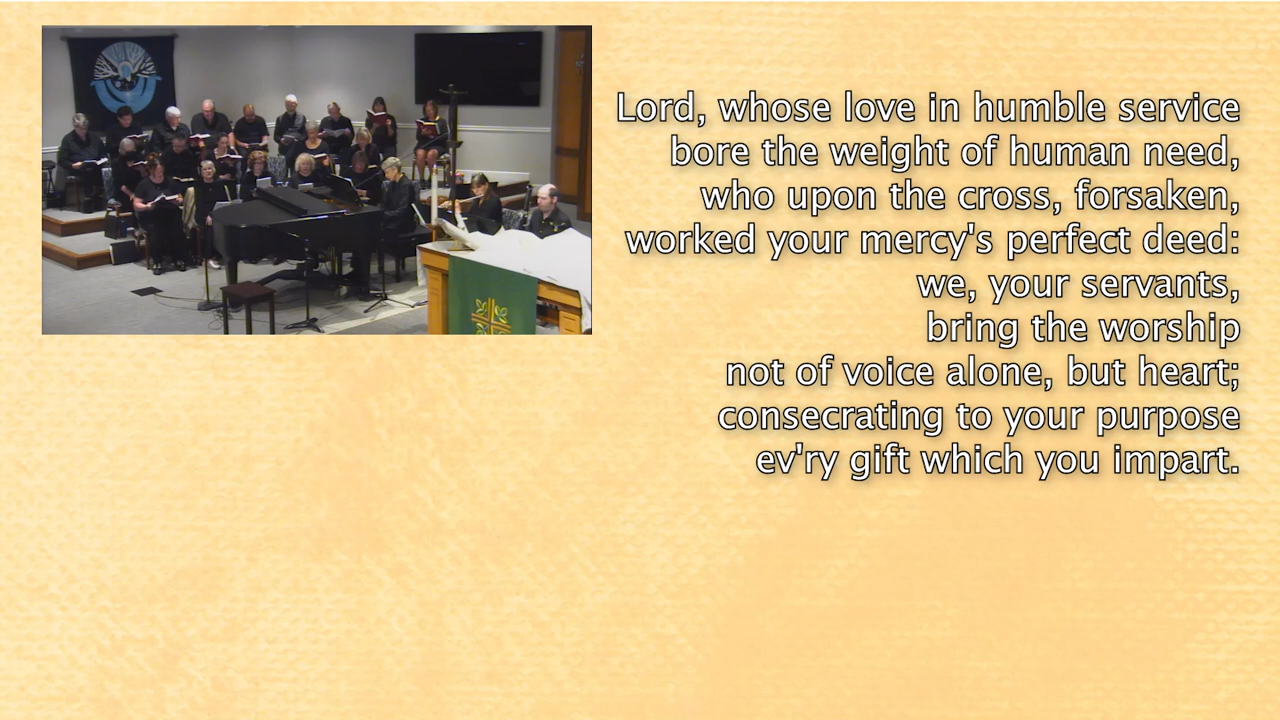 Lord, whose love in humble service
bore the weight of human need,
who upon the cross, forsaken,
worked your mercy's perfect deed:
we, your servants,
bring the worship
not of voice alone, but heart;
consecrating to your purpose
ev'ry gift which you impart.